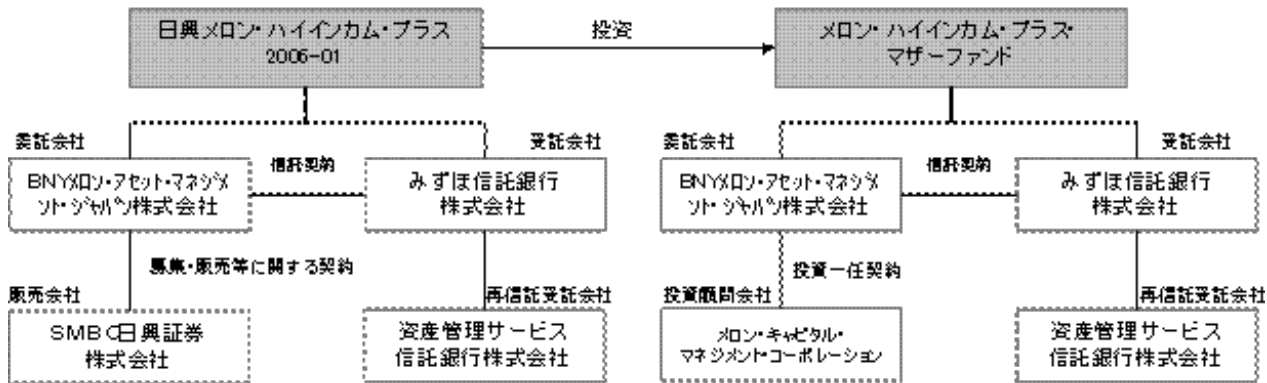 日興メロン・ハイインカム・プラス
2006-01
投資
メロン・ハイインカム・プラス・
マザーファンド
委託会社
受託会社
委託会社
受託会社
BNYメロン・アセット・マネジメ
ント・ジャパン株式会社
信託契約
みずほ信託銀行
株式会社
BNYメロン・アセット・マネジメ
ント・ジャパン株式会社
信託契約
みずほ信託銀行
株式会社
募集・販売等に関する契約
投資一任契約
販売会社
再信託受託会社
投資顧問会社
再信託受託会社
SMBC日興証券
株式会社
資産管理サービス
信託銀行株式会社
メロン・キャピタル・
マネジメント・コーポレーション
資産管理サービス
信託銀行株式会社